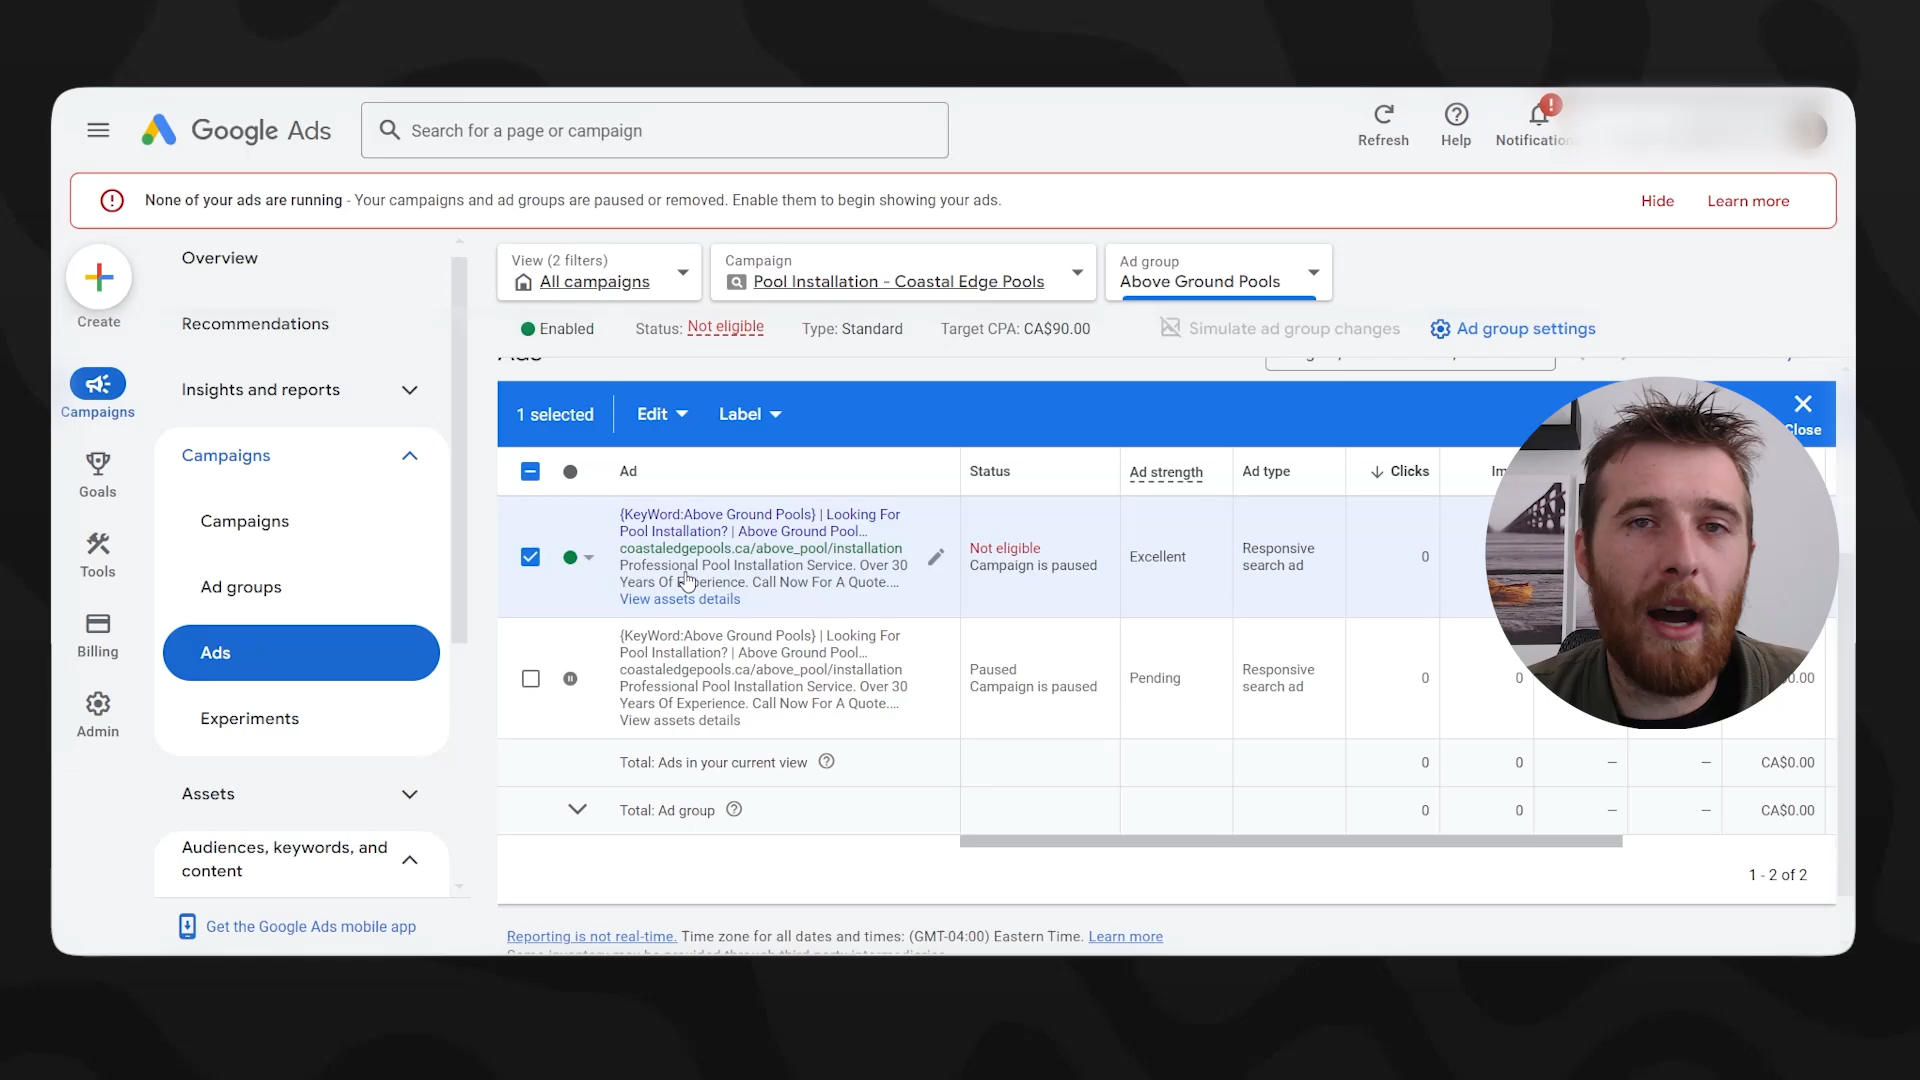 Google Ads
Search for a page or campaign
Refresh
Help
Notification
None of your ads are running - Your campaigns and ad groups are paused or removed. Enable them to begin showing your ads.
Hide
Learn more
Create
Campaigns
Goals
Tools
Billing
Admin
Overview
Recommendations
Insights and reports
Campaigns
Campaigns
Ad groups
Ads
Experiments
Assets
Audiences, keywords, and
content
Get the Google Ads mobile app
View (2 filters)
All campaigns
Campaign
Pool Installation - Coastal Edge Pools
Ad group
Above Ground Pools
Enabled
Status: Not eligible
Type: Standard
Target CPA: CA$90.00
Simulate ad group changes
Ad group settings
1 selected
Edit
Label
Close
Ad
Status
Ad strength
Ad type
Clicks
{KeyWord:Above Ground Pools} | Looking For
Pool Installation? | Above Ground Pool...
coastaledgepools.ca/above_pool/installation
Professional Pool Installation Service. Over 30
Years Of Experience. Call Now For A Quote....
View assets details
Not eligible
Campaign is paused
Excellent
Responsive
search ad
0
{KeyWord:Above Ground Pools} | Looking For
Pool Installation? | Above Ground Pool...
coastaledgepools.ca/above_pool/installation
Professional Pool Installation Service. Over 30
Years Of Experience. Call Now For A Quote....
View assets details
Paused
Campaign is paused
Pending
Responsive
search ad
0
0
Total: Ads in your current view
0
0
–
–
CA$0.00
Total: Ad group
0
0
–
–
CA$0.00
1 - 2 of 2
Reporting is not real-time. Time zone for all dates and times: (GMT-04:00) Eastern Time. Learn more